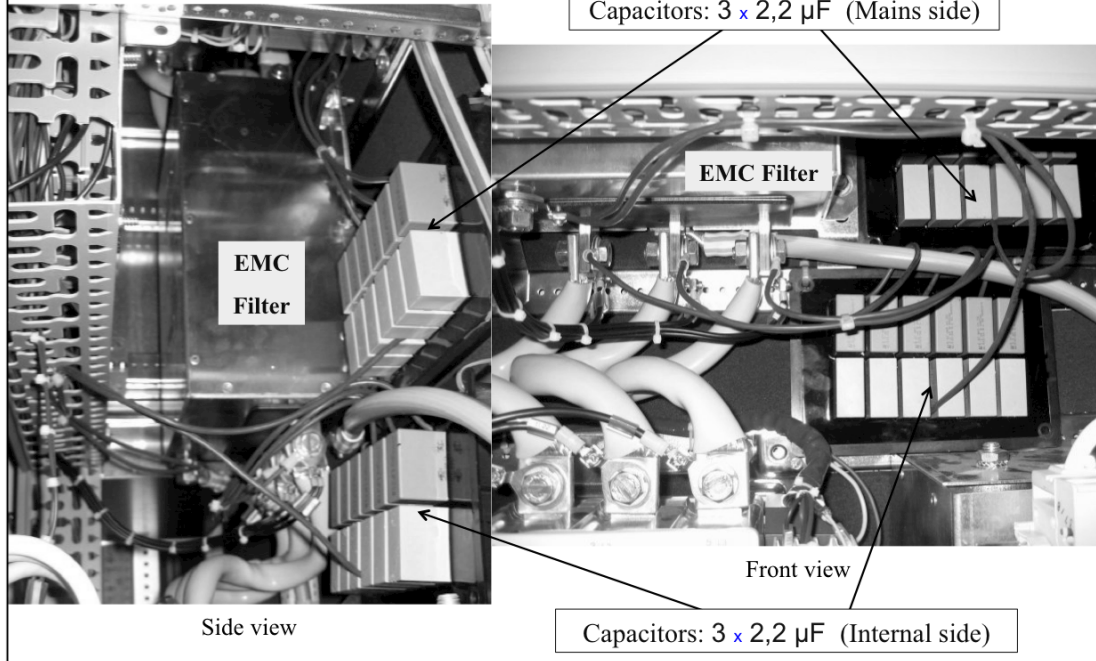 Capacitors: 3 x 2,2 µF (Mains side)
EMC Filter
EMC
Filter
Front view
Side view
Capacitors: 3 x 2,2 µF (Internal side)